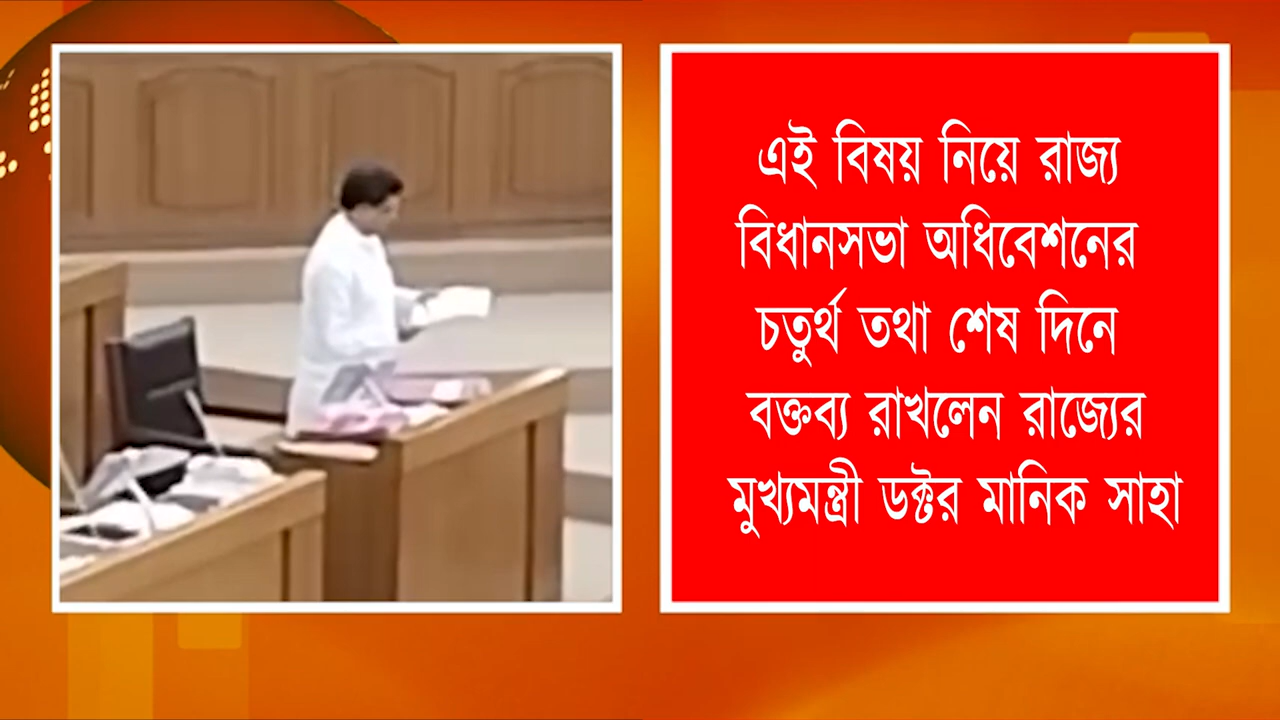 এই বিষয় নিয়ে রাজ্য
বিধানসভা অধিবেশনের
চতুর্থ তথা শেষ দিনে
বক্তব্য রাখলেন রাজ্যের
মুখ্যমন্ত্রী ডক্টর মানিক সাহা